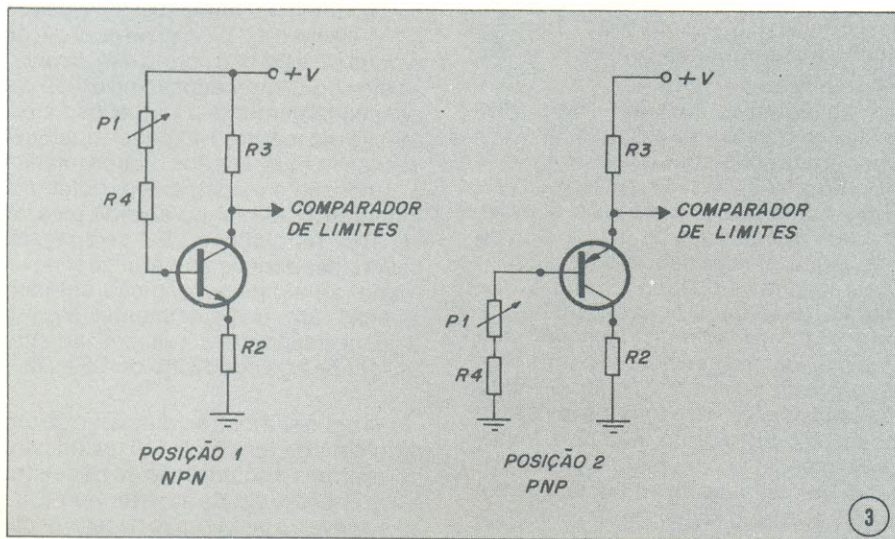 +V
P1
R3
R4
COMPARADOR
DE LIMITES
R2
POSIÇÃO 1
NPN
+V
R3
COMPARADOR
DE LIMITES
P1
R4
R2
POSIÇÃO 2
PNP
3